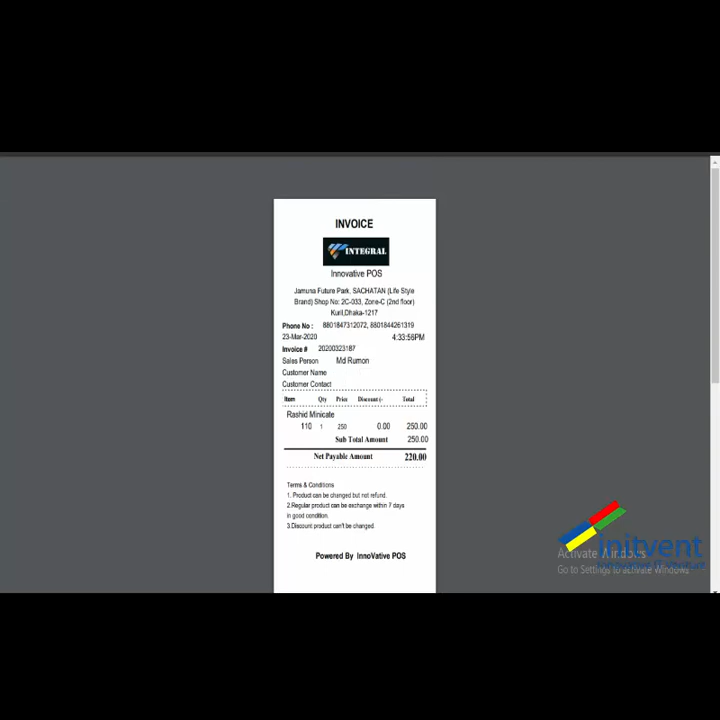 INVOICE
INTEGRAL
Innovative POS
Jamuna Future Park, SACHATAN (Life Style
Brand) Shop No: 2C-033, Zone-C (2nd floor)
Kuril,Dhaka-1217
Phone No : 8801847312072, 8801844261319
23-Mar-2020 4:33:56PM
Invoice # 20200323187
Sales Person Md Rumon
Customer Name
Customer Contact
Item Qty Price Discount (- Total
Rashid Minicate
110 1 250 0.00 250.00
Sub Total Amount 250.00
Net Payable Amount 220.00
Terms & Conditions
1. Product can be changed but not refund.
2.Regular product can be exchange within 7 days
in good condition.
3.Discount product can't be changed.
Powered By InnoVative POS
initvent
Innovative IT Venture
Activate Windows
Go to Settings to activate Windows.